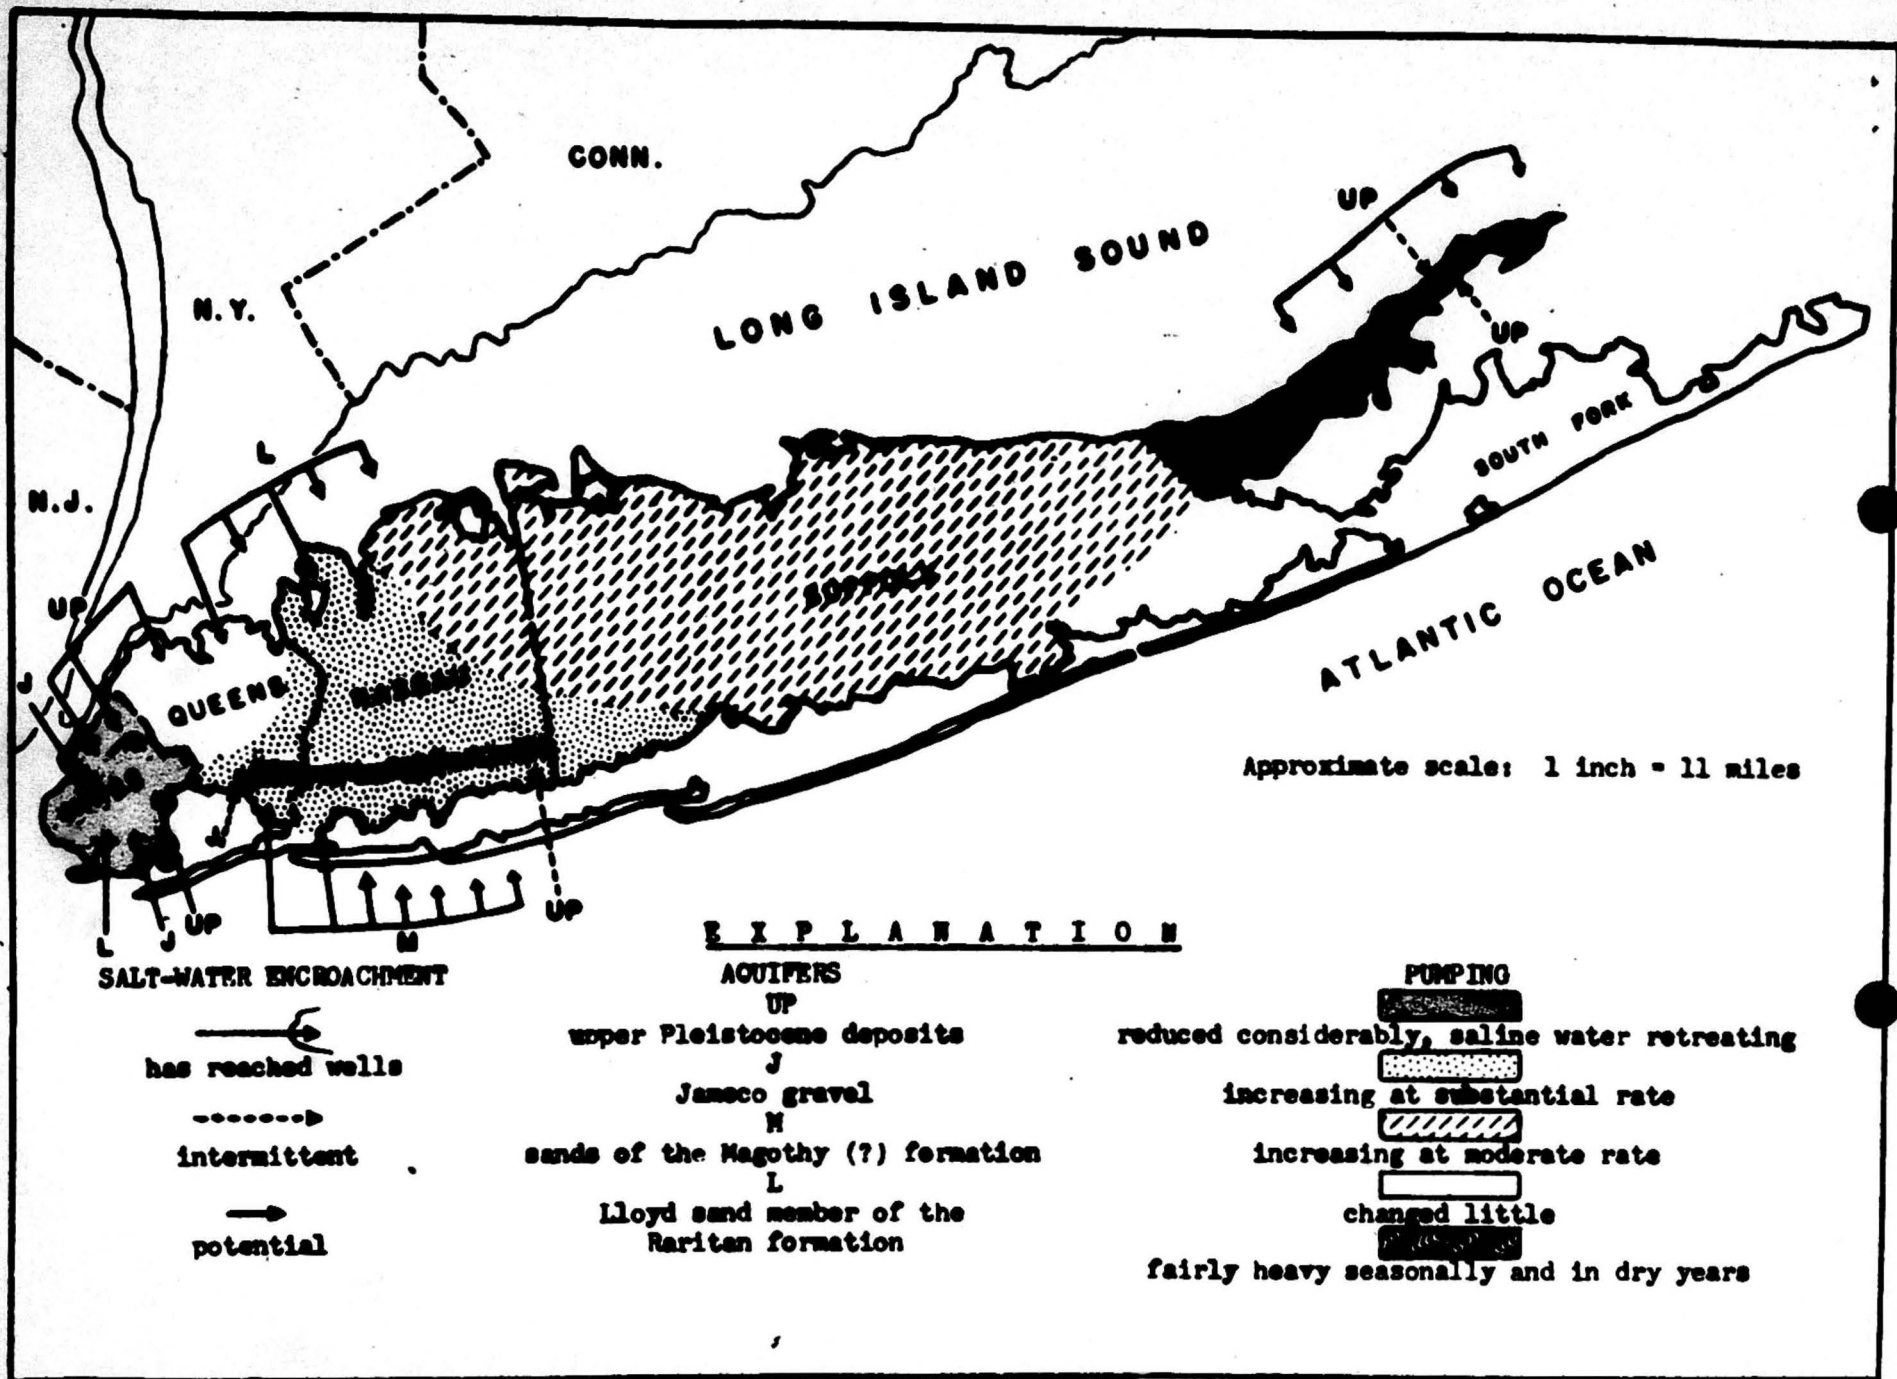 CONN.
N.Y.
LONG ISLAND SOUND
UP
UP
SOUTH FORK
L
N.J.
SUFFOLK
ATLANTIC OCEAN
UP
J
QUEENS
NASSAU
Approximate scale: 1 inch = 11 miles
L
J
UP
M
UP
EXPLANATION
SALT-WATER ENCROACHMENT
has reached wells
intermittent
potential
AQUIFERS
UP
upper Pleistocene deposits
J
Jameco gravel
M
sands of the Magothy (?) formation
L
Lloyd sand member of the
Raritan formation
PUMPING
reduced considerably, saline water retreating
increasing at substantial rate
increasing at moderate rate
changed little
fairly heavy seasonally and in dry years